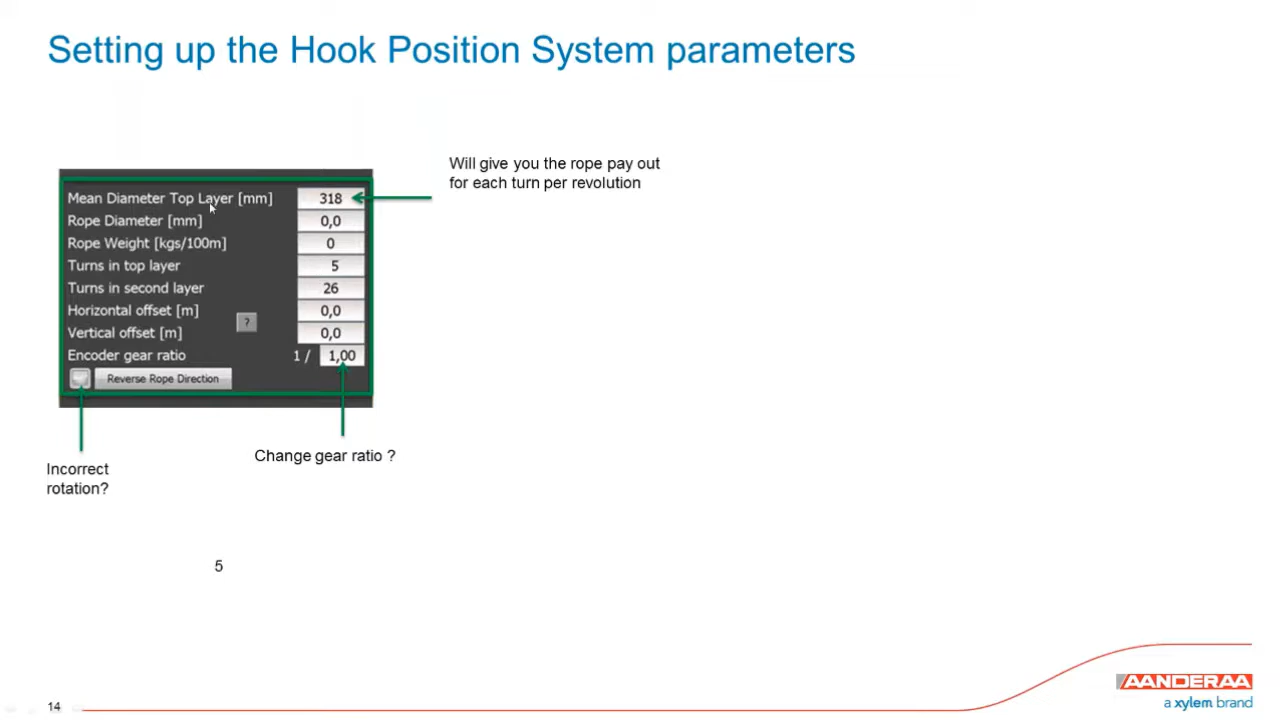 Setting up the Hook Position System parameters
Will give you the rope pay out
for each turn per revolution
Mean Diameter Top Layer [mm] 318
Rope Diameter [mm] 0,0
Rope Weight [kgs/100m] 0
Turns in top layer 5
Turns in second layer 26
Horizontal offset [m] 0,0
?
Vertical offset [m] 0,0
Encoder gear ratio 1 / 1,00
Reverse Rope Direction
Change gear ratio ?
Incorrect
rotation?
5
14
AANDERAA
a xylem brand